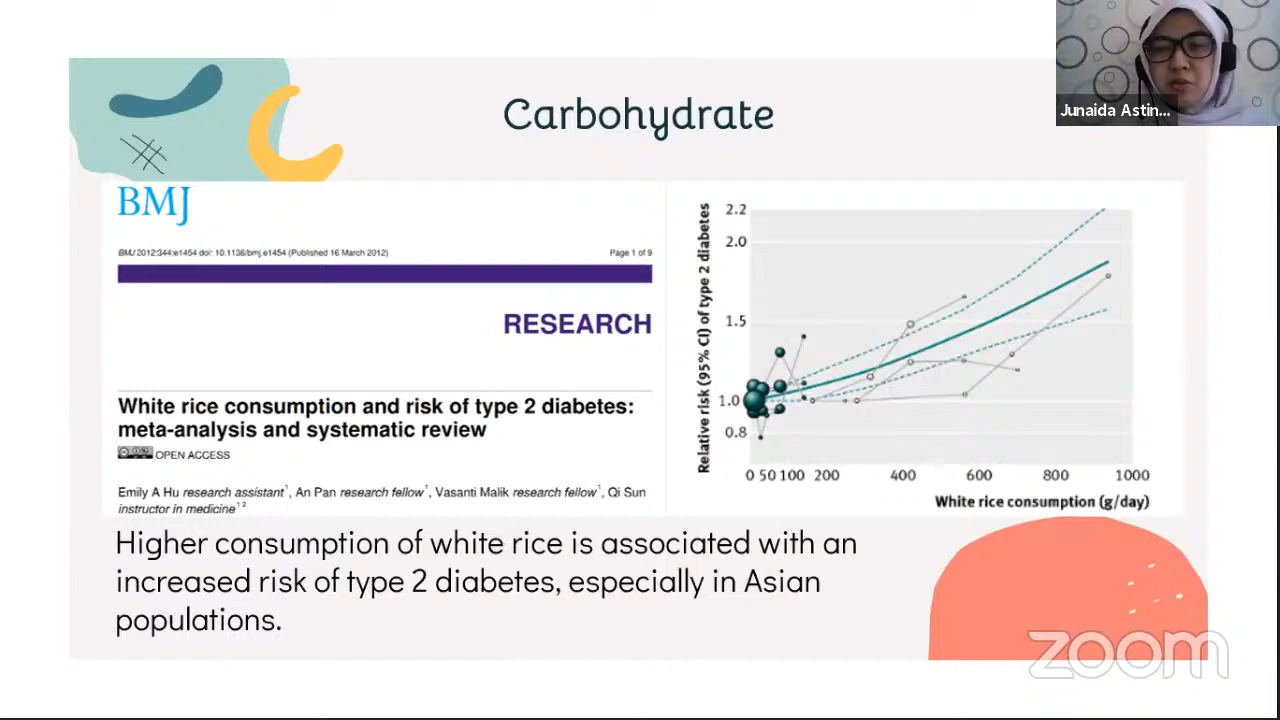 Carbohydrate
Junaida Astin...
BMJ
BMJ 2012;344:e1454 doi: 10.1136/bmj.e1454 (Published 16 March 2012)
Page 1 of 9
RESEARCH
White rice consumption and risk of type 2 diabetes:
meta-analysis and systematic review
OPEN ACCESS
Emily A Hu research assistant1, An Pan research fellow1, Vasanti Malik research fellow1, Qi Sun
instructor in medicine1 2
Relative risk (95% CI) of type 2 diabetes
2.2
2.0
1.5
1.0
0.8
0 50 100 200 400 600 800 1000
White rice consumption (g/day)
Higher consumption of white rice is associated with an
increased risk of type 2 diabetes, especially in Asian
populations.
zoom